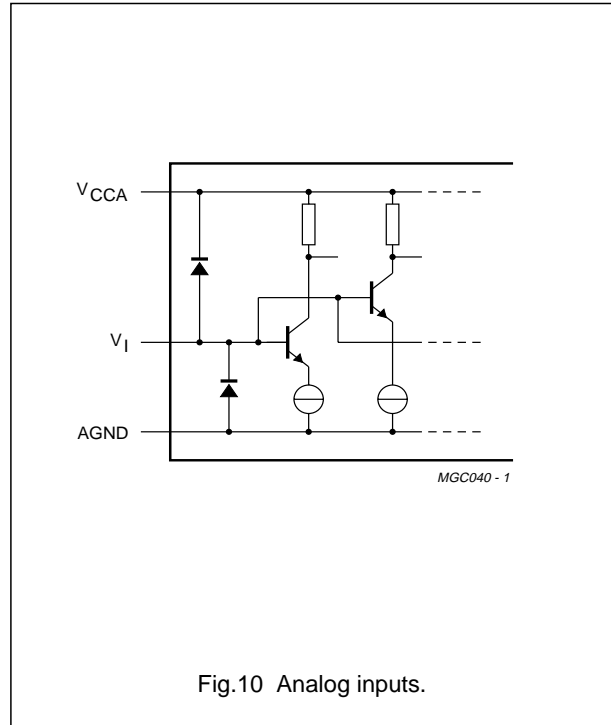 VCCA
VI
AGND
MGC040 - 1
Fig.10 Analog inputs.